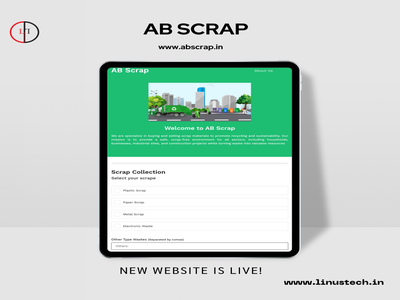 AB SCRAP
www.abscrap.in
AB Scrap
About Us
Welcome to AB Scrap
We are specialize in buying and selling scrap materials to promote recycling and sustainability. Our
mission is to provide a safe, scrap-free environment for all sectors, including households,
businesses, industrial sites, and construction projects while turning waste into valuable resources
Scrap Collection
Select your scrape
Plastic Scrap
Paper Scrap
Metal Scrap
Electronic Waste
Other Type Wastes (Separated by comma)
Others
NEW WEBSITE IS LIVE!
www.linustech.in